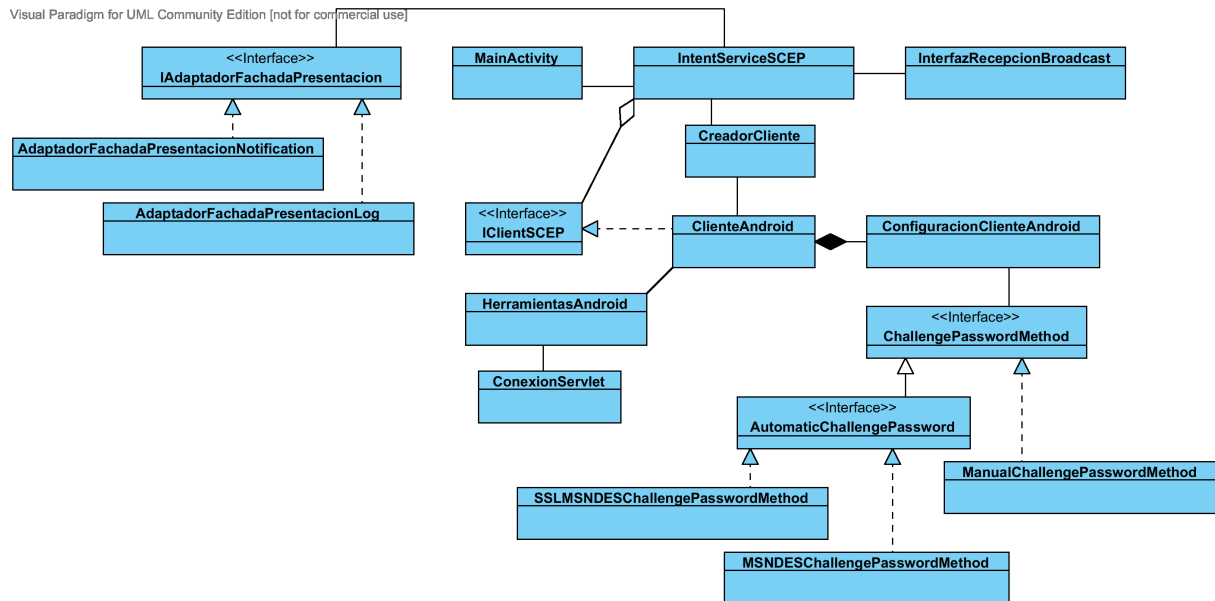 Visual Paradigm for UML Community Edition [not for commercial use]
<<Interface>>
IAdaptadorFachadaPresentacion
MainActivity
IntentServiceSCEP
InterfazRecepcionBroadcast
AdaptadorFachadaPresentacionNotification
CreadorCliente
AdaptadorFachadaPresentacionLog
<<Interface>>
IClientSCEP
ClienteAndroid
ConfiguracionClienteAndroid
HerramientasAndroid
<<Interface>>
ChallengePasswordMethod
ConexionServlet
<<Interface>>
AutomaticChallengePassword
ManualChallengePasswordMethod
SSLMSNDESChallengePasswordMethod
MSNDESChallengePasswordMethod